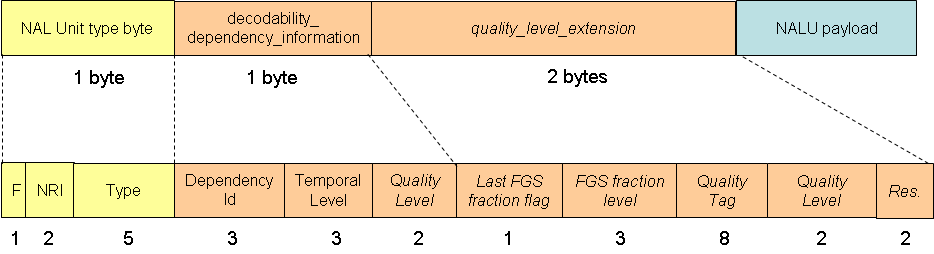 NAL Unit type byte
decodability_
dependency_information
quality_level_extension
NALU payload
1 byte
1 byte
2 bytes
F
NRI
Type
Dependency
Id
Temporal
Level
Quality
Level
Last FGS
fraction flag
FGS fraction
level
Quality
Tag
Quality
Level
Res.
1
2
5
3
3
2
1
3
8
2
2